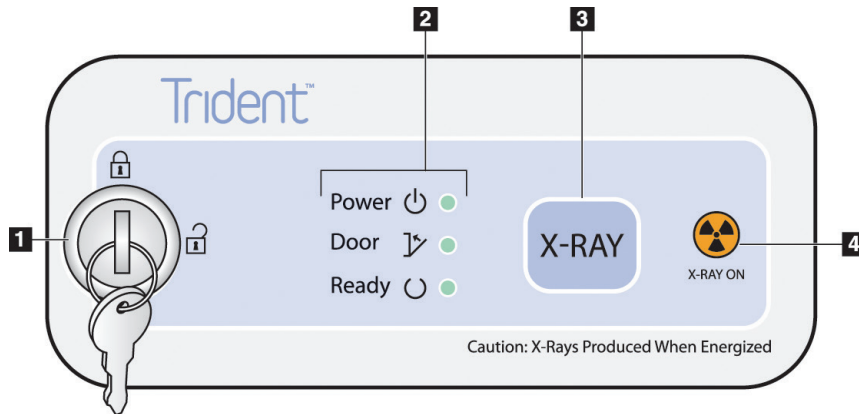 2
3
Trident™
1
Power
Door
Ready
X-RAY
4
X-RAY ON
Caution: X-Rays Produced When Energized